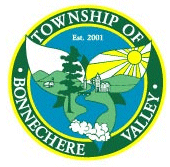 TOWNSHIP OF
Est. 2001
BONNECHERE VALLEY